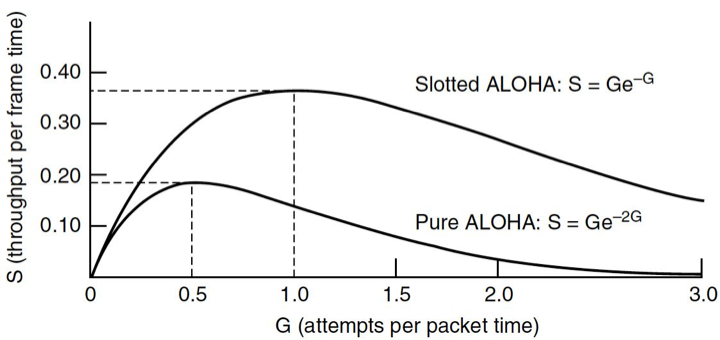 S (throughput per frame time)
0.40
0.30
0.20
0.10
Slotted ALOHA: S = Ge⁻ᴳ
Pure ALOHA: S = Ge⁻²ᴳ
0 0.5 1.0 1.5 2.0 3.0
G (attempts per packet time)